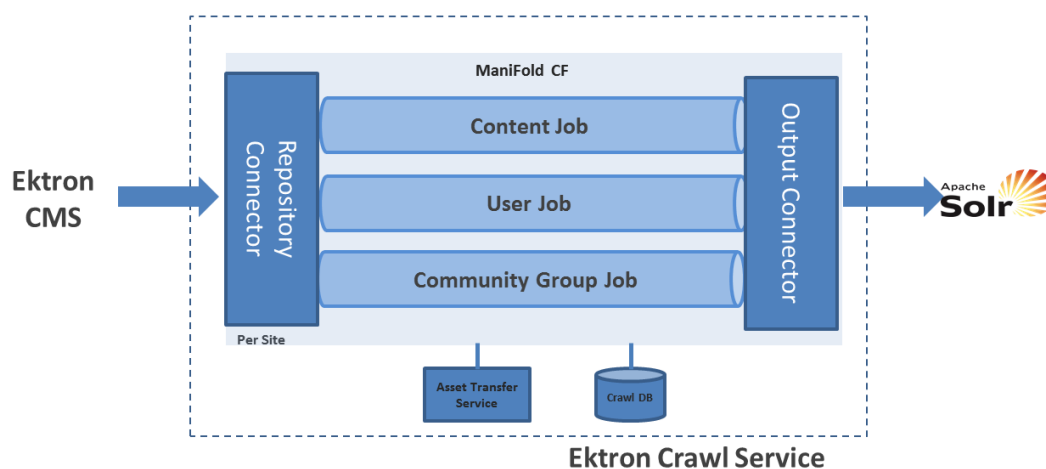 ManiFold CF
Repository
Connector
Content Job
User Job
Community Group Job
Output Connector
Ektron
CMS
Apache
Solr
Per Site
Asset Transfer
Service
Crawl DB
Ektron Crawl Service